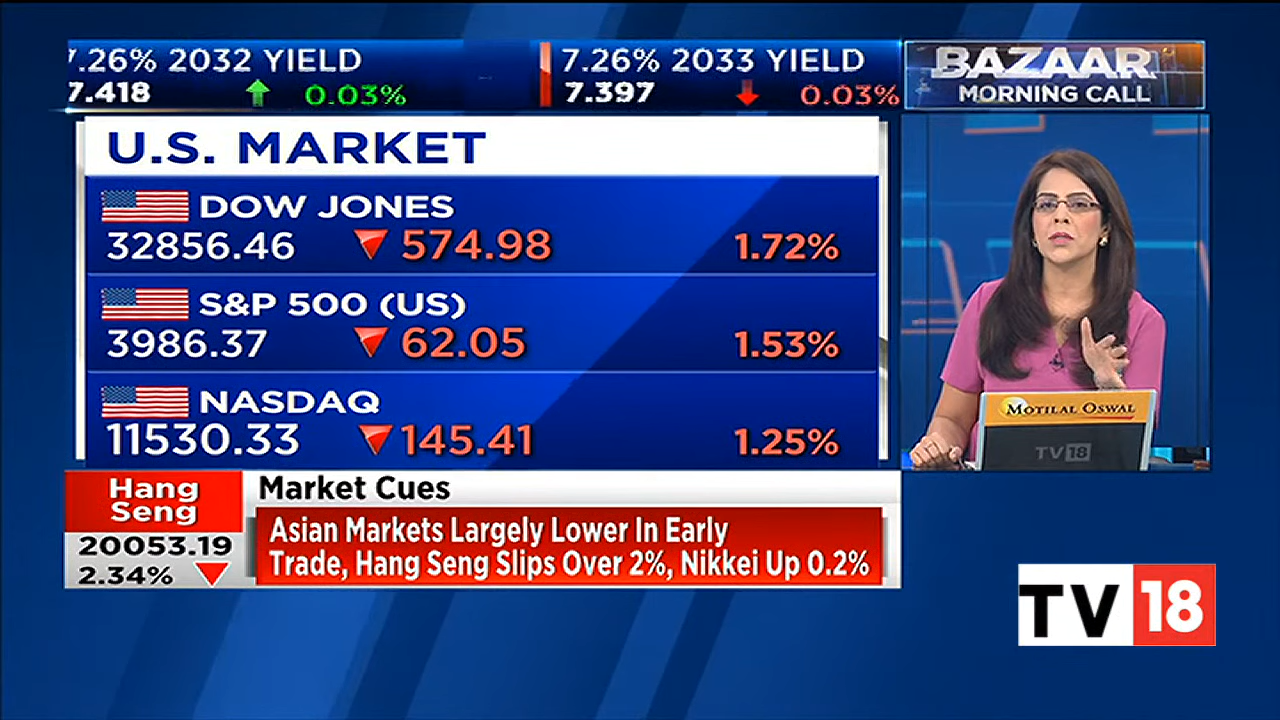 7.26% 2032 YIELD
7.418 0.03%
7.26% 2033 YIELD
7.397 0.03%
BAZAAR
MORNING CALL
U.S. MARKET
DOW JONES
32856.46 574.98 1.72%
S&P 500 (US)
3986.37 62.05 1.53%
NASDAQ
11530.33 145.41 1.25%
MOTILAL OSWAL
TV18
Hang
Seng
20053.19
2.34%
Market Cues
Asian Markets Largely Lower In Early
Trade, Hang Seng Slips Over 2%, Nikkei Up 0.2%
TV18